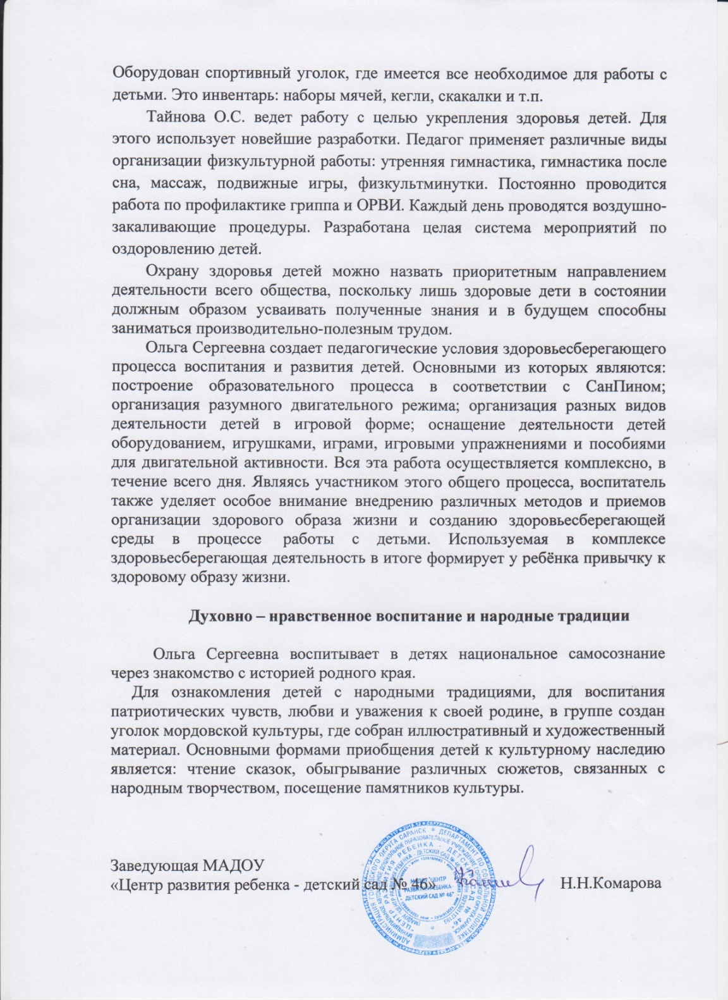 Оборудован спортивный уголок, где имеется все необходимое для работы с
детьми. Это инвентарь: наборы мячей, кегли, скакалки и т.п.
Тайнова О.С. ведет работу с целью укрепления здоровья детей. Для
этого использует новейшие разработки. Педагог применяет различные виды
организации физкультурной работы: утренняя гимнастика, гимнастика после
сна, массаж, подвижные игры, физкультминутки. Постоянно проводится
работа по профилактике гриппа и ОРВИ. Каждый день проводятся воздушно-
закаливающие процедуры. Разработана целая система мероприятий по
оздоровлению детей.
Охрану здоровья детей можно назвать приоритетным направлением
деятельности всего общества, поскольку лишь здоровые дети в состоянии
должным образом усваивать полученные знания и в будущем способны
заниматься производительно-полезным трудом.
Ольга Сергеевна создает педагогические условия здоровьесберегающего
процесса воспитания и развития детей. Основными из которых являются:
построение образовательного процесса в соответствии с СанПином;
организация разумного двигательного режима; организация разных видов
деятельности детей в игровой форме; оснащение деятельности детей
оборудованием, игрушками, играми, игровыми упражнениями и пособиями
для двигательной активности. Вся эта работа осуществляется комплексно, в
течение всего дня. Являясь участником этого общего процесса, воспитатель
также уделяет особое внимание внедрению различных методов и приемов
организации здорового образа жизни и созданию здоровьесберегающей
среды в процессе работы с детьми. Используемая в комплексе
здоровьесберегающая деятельность в итоге формирует у ребёнка привычку к
здоровому образу жизни.
Духовно – нравственное воспитание и народные традиции
Ольга Сергеевна воспитывает в детях национальное самосознание
через знакомство с историей родного края.
Для ознакомления детей с народными традициями, для воспитания
патриотических чувств, любви и уважения к своей родине, в группе создан
уголок мордовской культуры, где собран иллюстративный и художественный
материал. Основными формами приобщения детей к культурному наследию
является: чтение сказок, обыгрывание различных сюжетов, связанных с
народным творчеством, посещение памятников культуры.
Заведующая МАДОУ
«Центр развития ребенка - детский сад № 46»
Н.Н.Комарова
МАДОУ "ЦЕНТР
РАЗВИТИЯ РЕБЕНКА-
ДЕТСКИЙ САД № 46"